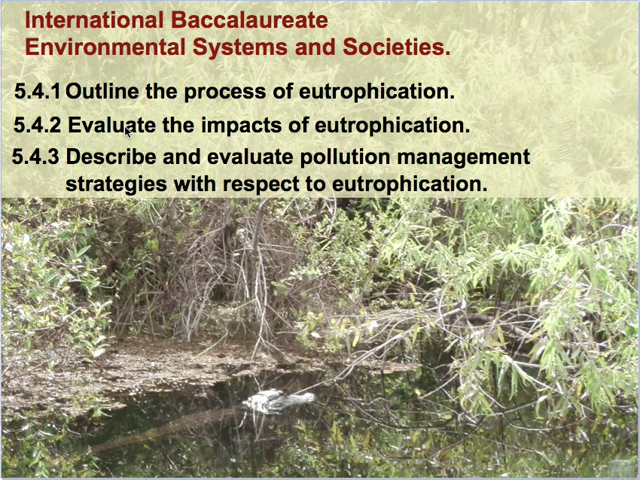 International Baccalaureate
Environmental Systems and Societies.
5.4.1 Outline the process of eutrophication.
5.4.2 Evaluate the impacts of eutrophication.
5.4.3 Describe and evaluate pollution management
strategies with respect to eutrophication.